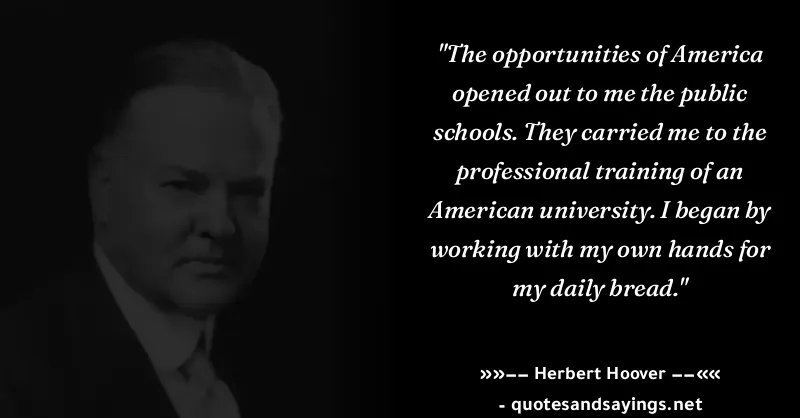 "The opportunities of America
opened out to me the public
schools. They carried me to the
professional training of an
American university. I began by
working with my own hands for
my daily bread."
»»–– Herbert Hoover ––««
- quotesandsayings.net